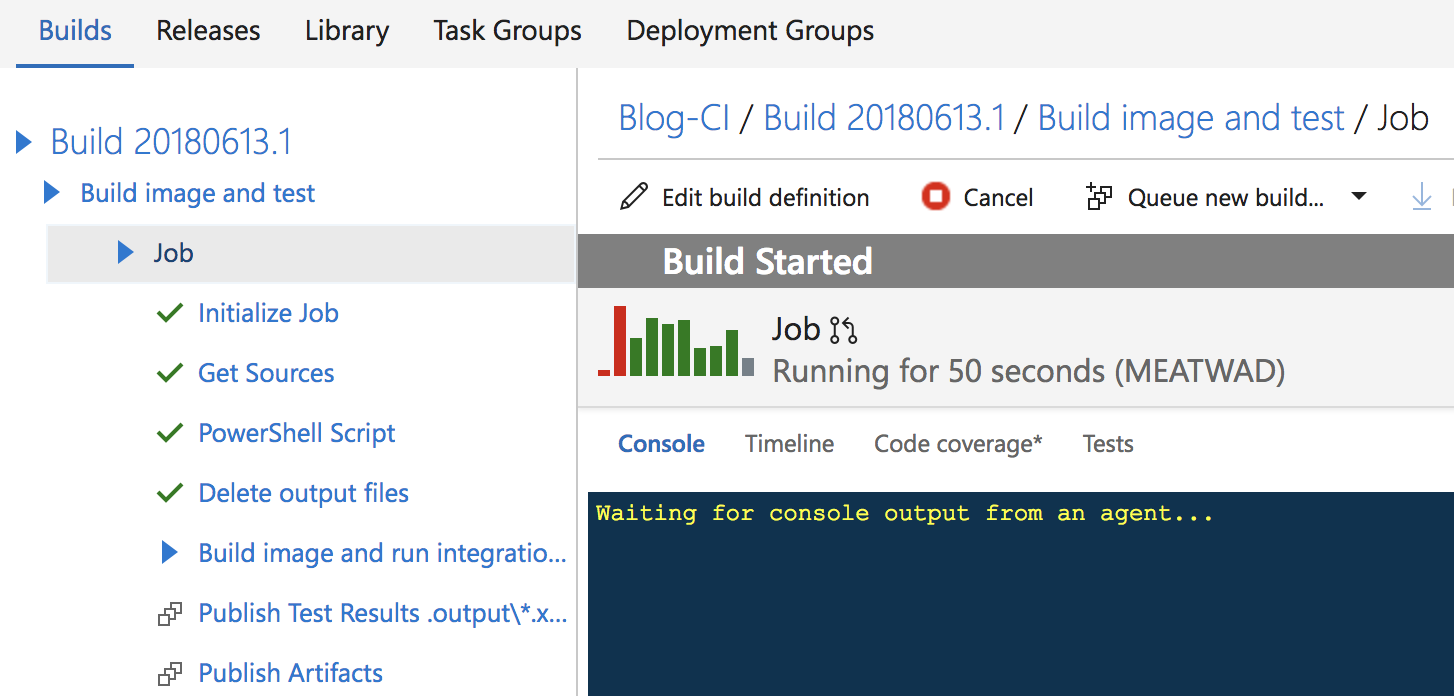 Builds Releases Library Task Groups Deployment Groups
Build 20180613.1
Build image and test
Job
Initialize Job
Get Sources
PowerShell Script
Delete output files
Build image and run integratio...
Publish Test Results .output\*.x...
Publish Artifacts
Blog-CI / Build 20180613.1 / Build image and test / Job
Edit build definition Cancel Queue new build...
Build Started
Job
Running for 50 seconds (MEATWAD)
Console Timeline Code coverage* Tests
Waiting for console output from an agent...